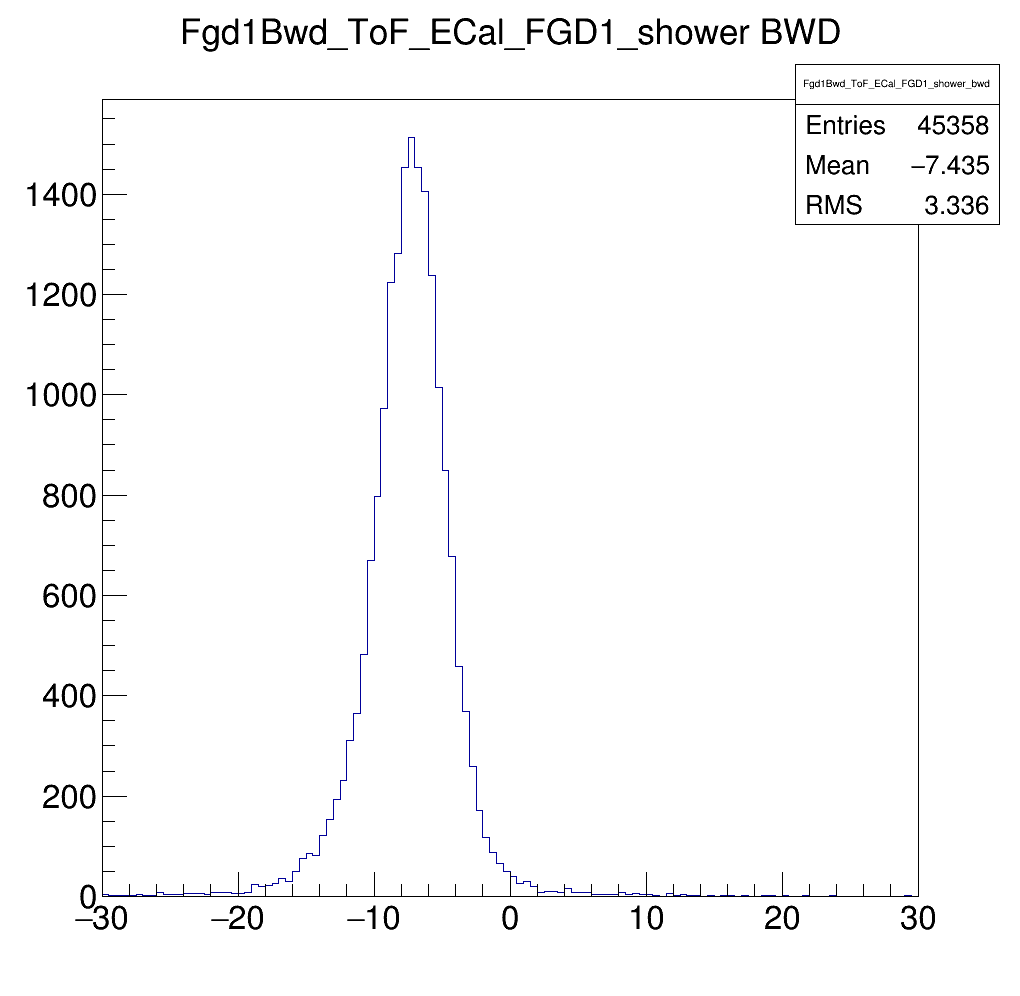 Fgd1Bwd_ToF_ECal_FGD1_shower BWD
Fgd1Bwd_ToF_ECal_FGD1_shower_bwd
Entries 45358
Mean −7.435
RMS 3.336
1400
1200
1000
800
600
400
200
0
−30 −20 −10 0 10 20 30